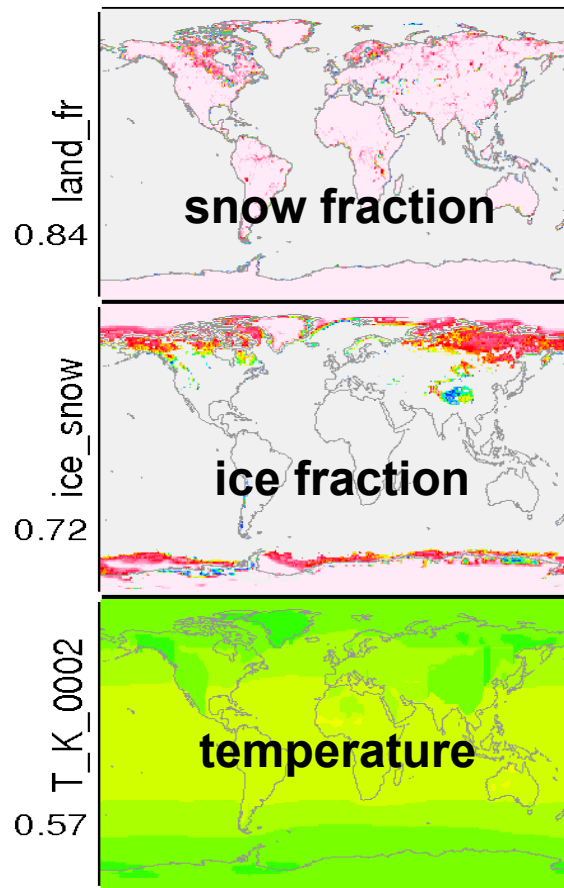 land_fr
0.84
snow fraction
ice_snow
0.72
ice fraction
T_K_0002
0.57
temperature